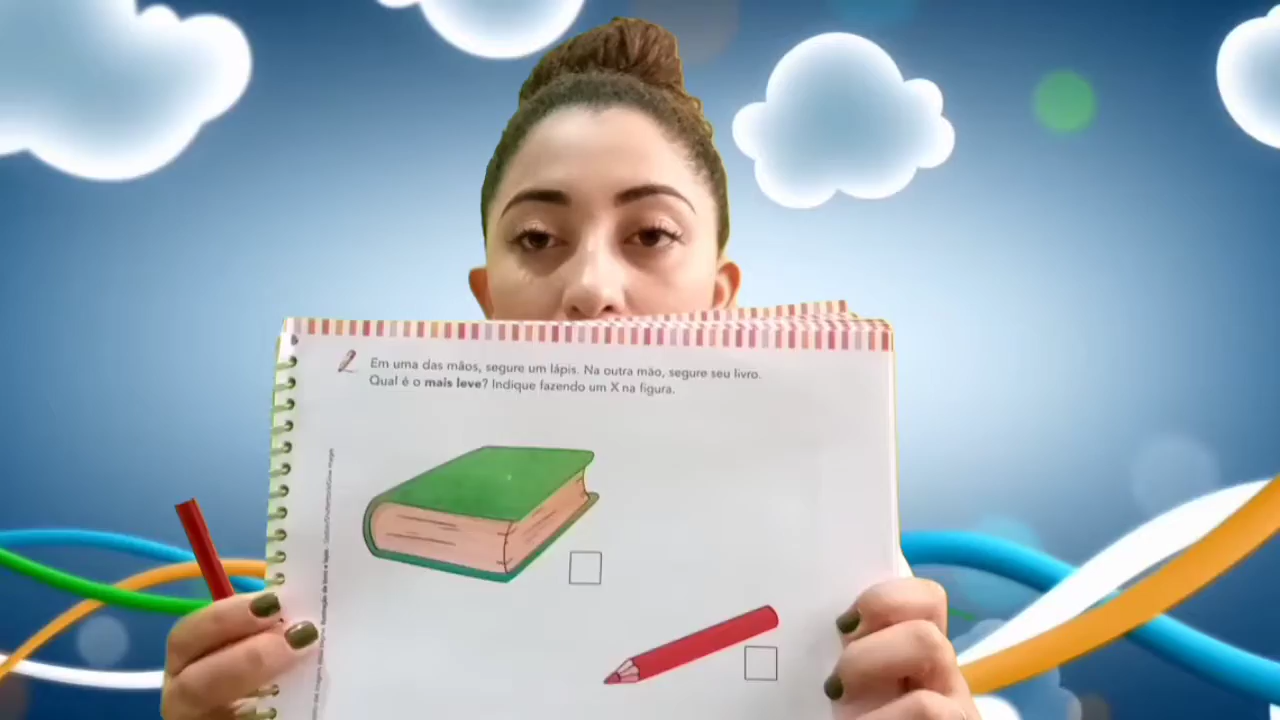 Em uma das mãos, segure um lápis. Na outra mão, segure seu livro.
Qual é o mais leve? Indique fazendo um X na figura.